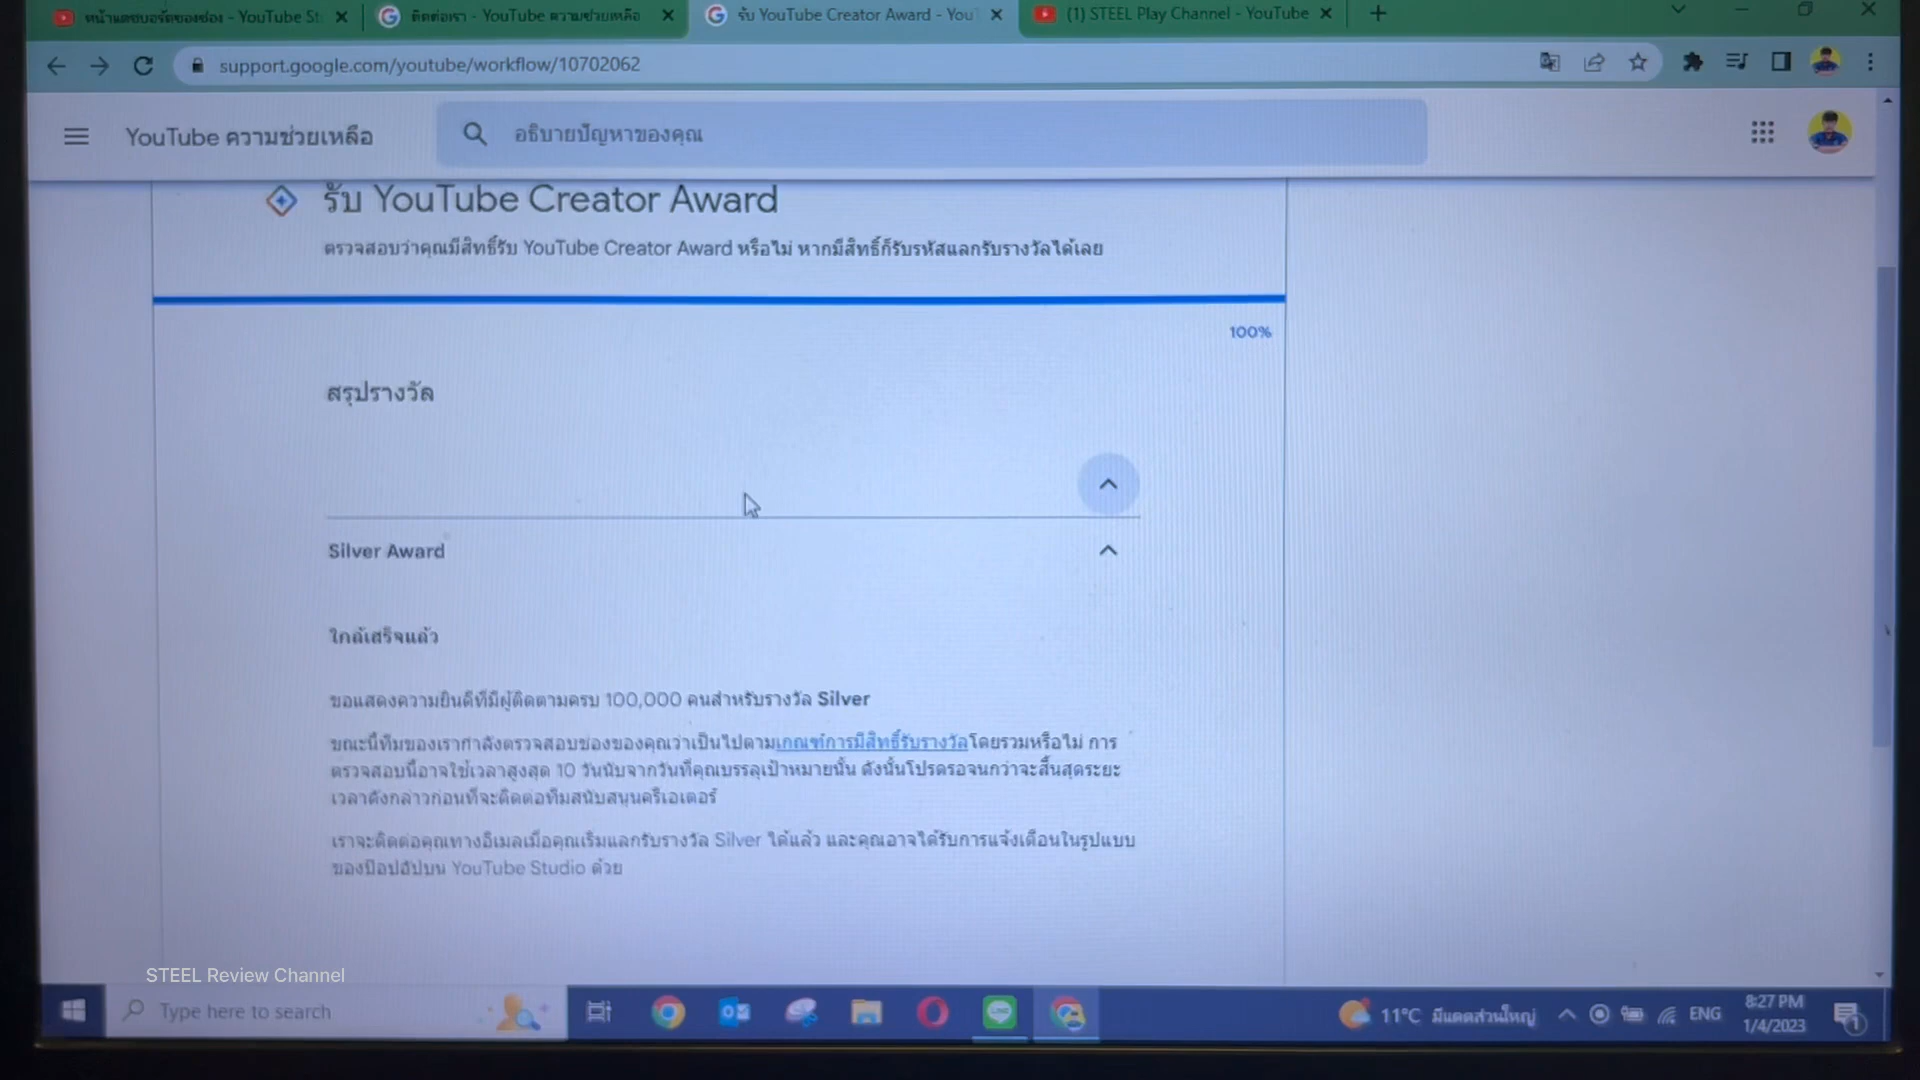 หน้าแดชบอร์ดของช่อง - YouTube St
ติดต่อเรา - YouTube ความช่วยเหลือ
รับ YouTube Creator Award - You
(1) STEEL Play Channel - YouTube
support.google.com/youtube/workflow/10702062
YouTube ความช่วยเหลือ
อธิบายปัญหาของคุณ
รับ YouTube Creator Award
ตรวจสอบว่าคุณมีสิทธิ์รับ YouTube Creator Award หรือไม่ หากมีสิทธิ์ก็รับรหัสแลกรับรางวัลได้เลย
100%
สรุปรางวัล
Silver Award
ใกล้เสร็จแล้ว
ขอแสดงความยินดีที่มีผู้ติดตามครบ 100,000 คนสำหรับรางวัล Silver
ขณะนี้ทีมของเรากำลังตรวจสอบช่องของคุณว่าเป็นไปตามเกณฑ์การมีสิทธิ์รับรางวัลโดยรวมหรือไม่ การ
ตรวจสอบนี้อาจใช้เวลาสูงสุด 10 วันนับจากวันที่คุณบรรลุเป้าหมายนั้น ดังนั้นโปรดรอจนกว่าจะสิ้นสุดระยะ
เวลาดังกล่าวก่อนที่จะติดต่อทีมสนับสนุนครีเอเตอร์
เราจะติดต่อคุณทางอีเมลเมื่อคุณเริ่มแลกรับรางวัล Silver ได้แล้ว และคุณอาจได้รับการแจ้งเตือนในรูปแบบ
ของป๊อปอัปบน YouTube Studio ด้วย
STEEL Review Channel
Type here to search
11°C มีแดดส่วนใหญ่
ENG
8:27 PM
1/4/2023
1